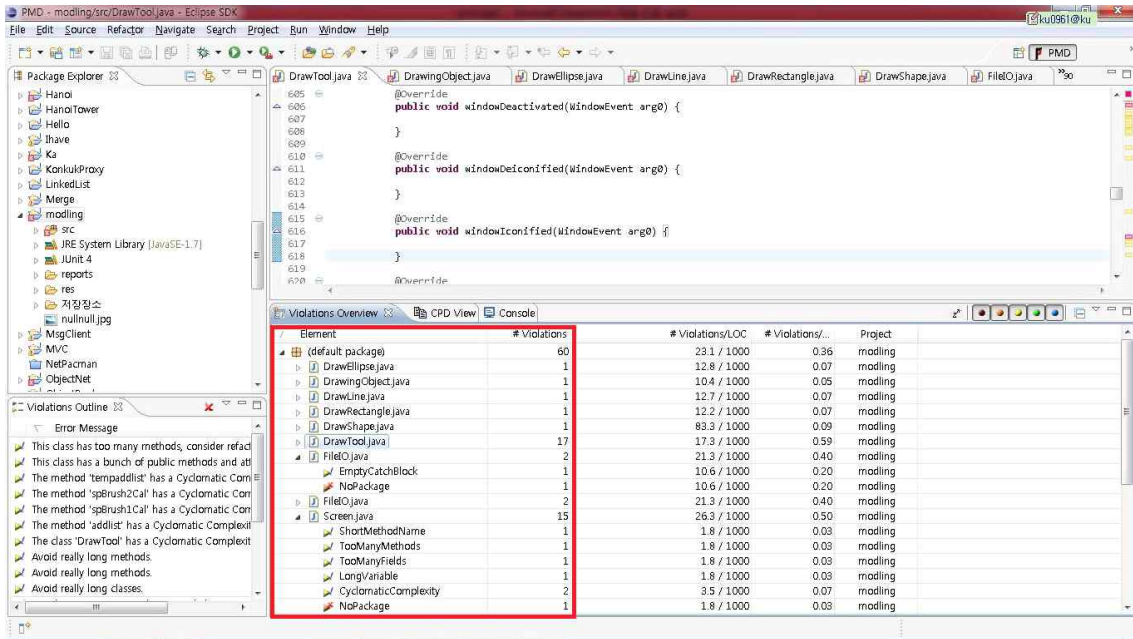 PMD - modling/src/DrawTool.java - Eclipse SDK
ku0961@ku
File Edit Source Refactor Navigate Search Project Run Window Help
PMD
Package Explorer
Hanoi
HanoiTower
Hello
Ihave
Ka
KonkukProxy
LinkedList
Merge
modling
src
JRE System Library [JavaSE-1.7]
JUnit 4
reports
res
저장장소
nullnull.jpg
MsgClient
MVC
NetPacman
ObjectNet
DrawTool.java DrawingObject.java DrawEllipse.java DrawLine.java DrawRectangle.java DrawShape.java FileIO.java »90
605 @Override
606 public void windowDeactivated(WindowEvent arg0) {
607
608 }
609
610 @Override
611 public void windowDeiconified(WindowEvent arg0) {
612
613 }
614
615 @Override
616 public void windowIconified(WindowEvent arg0) {
617
618 }
619
620 @Override
Violations Outline
Error Message
This class has too many methods, consider refact
This class has a bunch of public methods and att
The method 'tempaddlist' has a Cyclomatic Com
The method 'spBrush2Cal' has a Cyclomatic Com
The method 'spBrush1Cal' has a Cyclomatic Com
The method 'addlist' has a Cyclomatic Complexit
The class 'DrawTool' has a Cyclomatic Complexit
Avoid really long methods.
Avoid really long methods.
Avoid really long classes.
Violations Overview CPD View Console
Element # Violations # Violations/LOC # Violations/... Project
(default package) 60 23.1 / 1000 0.36 modling
DrawEllipse.java 1 12.8 / 1000 0.07 modling
DrawingObject.java 1 10.4 / 1000 0.05 modling
DrawLine.java 1 12.7 / 1000 0.07 modling
DrawRectangle.java 1 12.2 / 1000 0.07 modling
DrawShape.java 1 83.3 / 1000 0.09 modling
DrawTool.java 17 17.3 / 1000 0.59 modling
FileIO.java 2 21.3 / 1000 0.40 modling
EmptyCatchBlock 1 10.6 / 1000 0.20 modling
NoPackage 1 10.6 / 1000 0.20 modling
FileIO.java 2 21.3 / 1000 0.40 modling
Screen.java 15 26.3 / 1000 0.50 modling
ShortMethodName 1 1.8 / 1000 0.03 modling
TooManyMethods 1 1.8 / 1000 0.03 modling
TooManyFields 1 1.8 / 1000 0.03 modling
LongVariable 1 1.8 / 1000 0.03 modling
CyclomaticComplexity 2 3.5 / 1000 0.07 modling
NoPackage 1 1.8 / 1000 0.03 modling